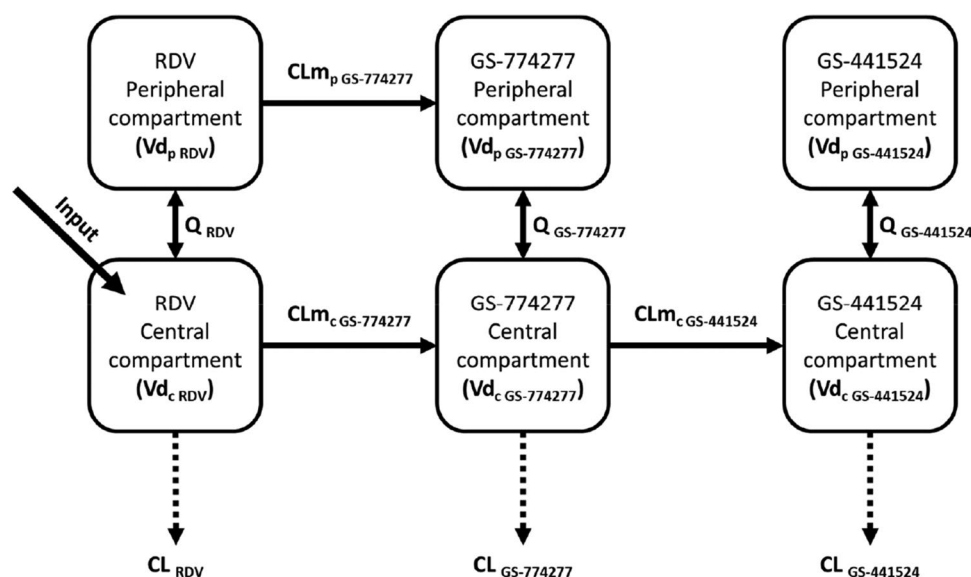 RDV
Peripheral
compartment
(Vdp RDV)
CLmp GS-774277
GS-774277
Peripheral
compartment
(Vdp GS-774277)
GS-441524
Peripheral
compartment
(Vdp GS-441524)
Input
Q RDV
Q GS-774277
Q GS-441524
RDV
Central
compartment
(Vdc RDV)
CLmc GS-774277
GS-774277
Central
compartment
(Vdc GS-774277)
CLmc GS-441524
GS-441524
Central
compartment
(Vdc GS-441524)
CL RDV
CL GS-774277
CL GS-441524